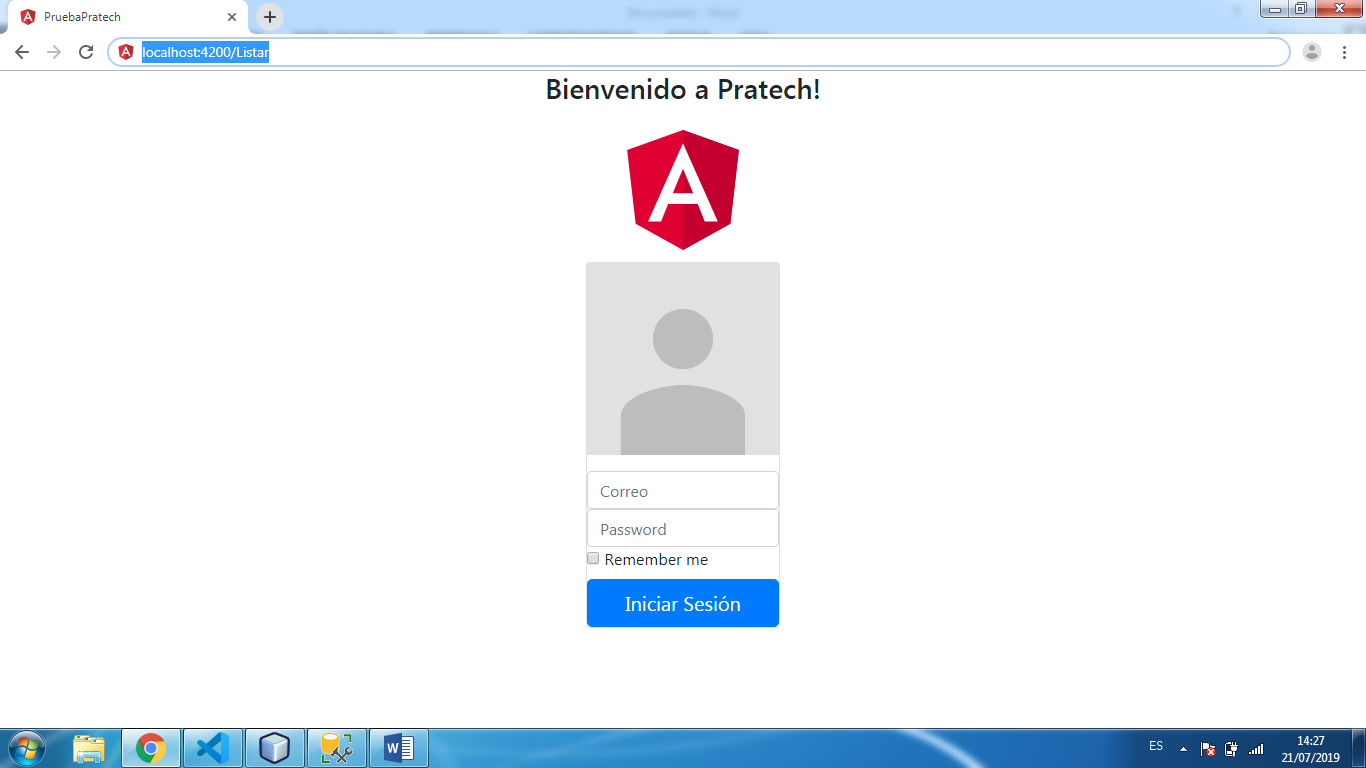 PruebaPratech
localhost:4200/Listar
Bienvenido a Pratech!
Correo
Password
Remember me
Iniciar Sesión
ES
14:27
21/07/2019